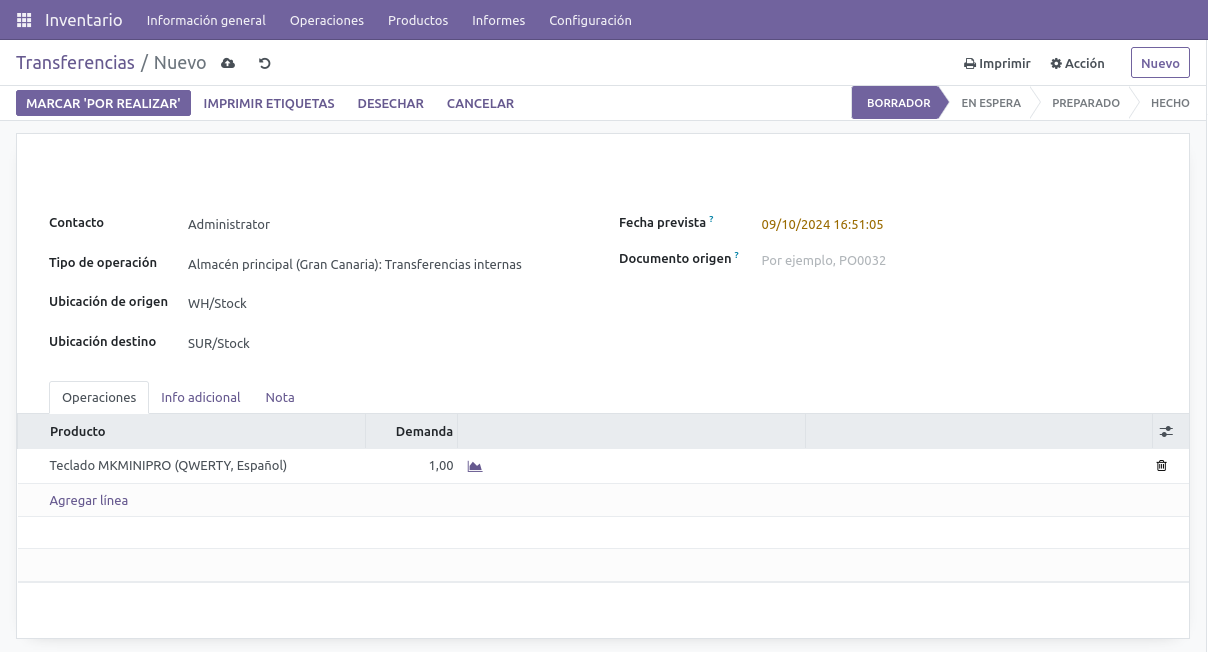 Inventario Información general Operaciones Productos Informes Configuración
Transferencias / Nuevo Imprimir Acción Nuevo
MARCAR 'POR REALIZAR' IMPRIMIR ETIQUETAS DESECHAR CANCELAR BORRADOR EN ESPERA PREPARADO HECHO
Contacto Administrator
Tipo de operación Almacén principal (Gran Canaria): Transferencias internas
Ubicación de origen WH/Stock
Ubicación destino SUR/Stock
Fecha prevista ? 09/10/2024 16:51:05
Documento origen ? Por ejemplo, PO0032
Operaciones Info adicional Nota
Producto Demanda
Teclado MKMINIPRO (QWERTY, Español) 1,00
Agregar línea